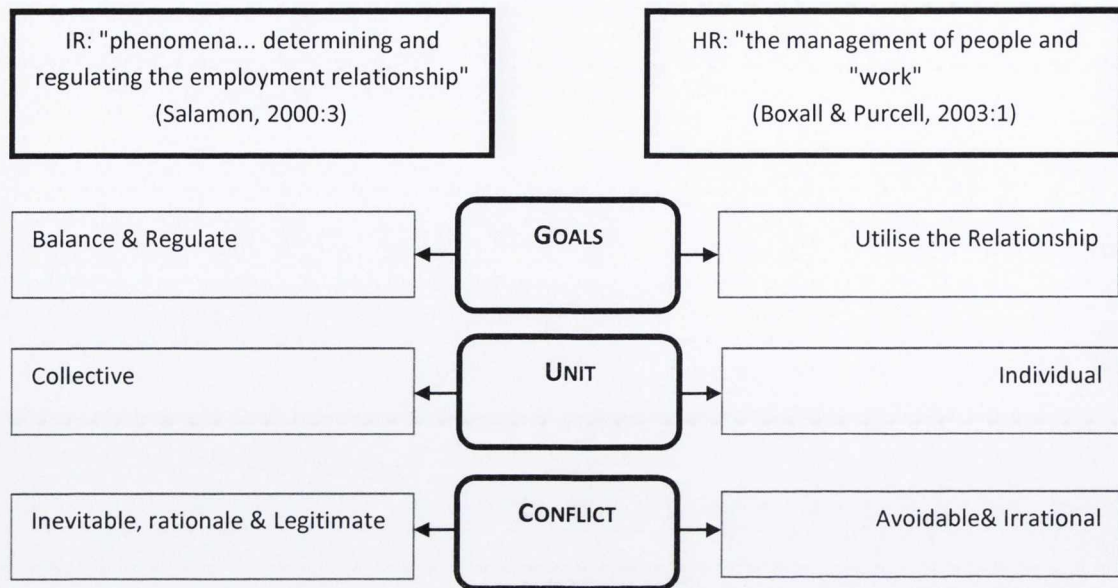 IR: "phenomena... determining and
regulating the employment relationship"
(Salamon, 2000:3)
HR: "the management of people and
"work"
(Boxall & Purcell, 2003:1)
Balance & Regulate
GOALS
Utilise the Relationship
Collective
UNIT
Individual
Inevitable, rationale & Legitimate
CONFLICT
Avoidable& Irrational